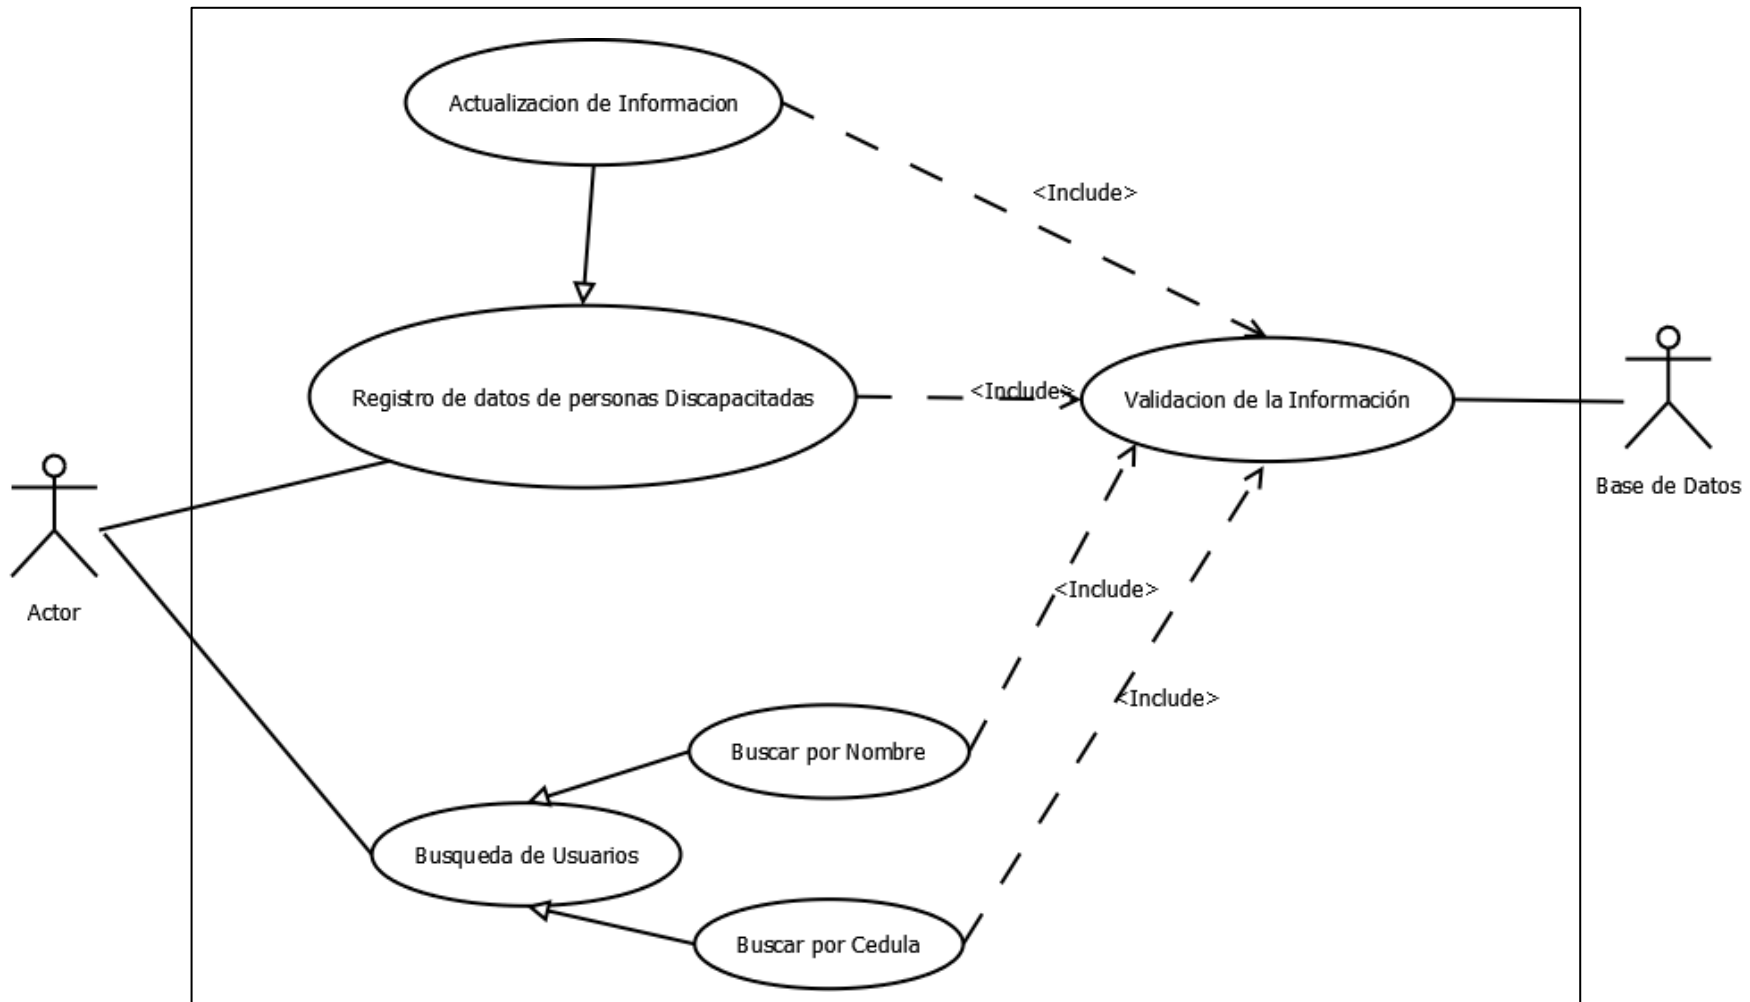 Actualizacion de Informacion
<Include>
Registro de datos de personas Discapacitadas
<Include>
Validacion de la Información
Base de Datos
Actor
<Include>
<Include>
Buscar por Nombre
Busqueda de Usuarios
Buscar por Cedula